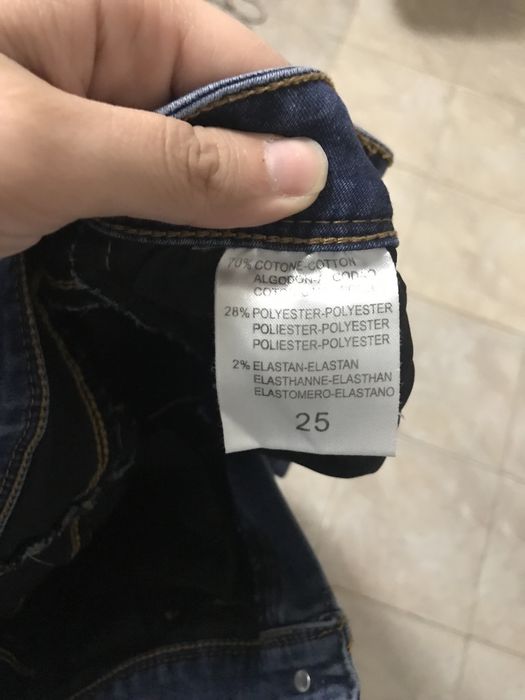 70% COTONE-COTTON
28% POLYESTER-POLYESTER
POLIESTER-POLYESTER
POLIESTER-POLYESTER
2% ELASTAN-ELASTAN
ELASTHANNE-ELASTHAN
ELASTOMERO-ELASTANO
25